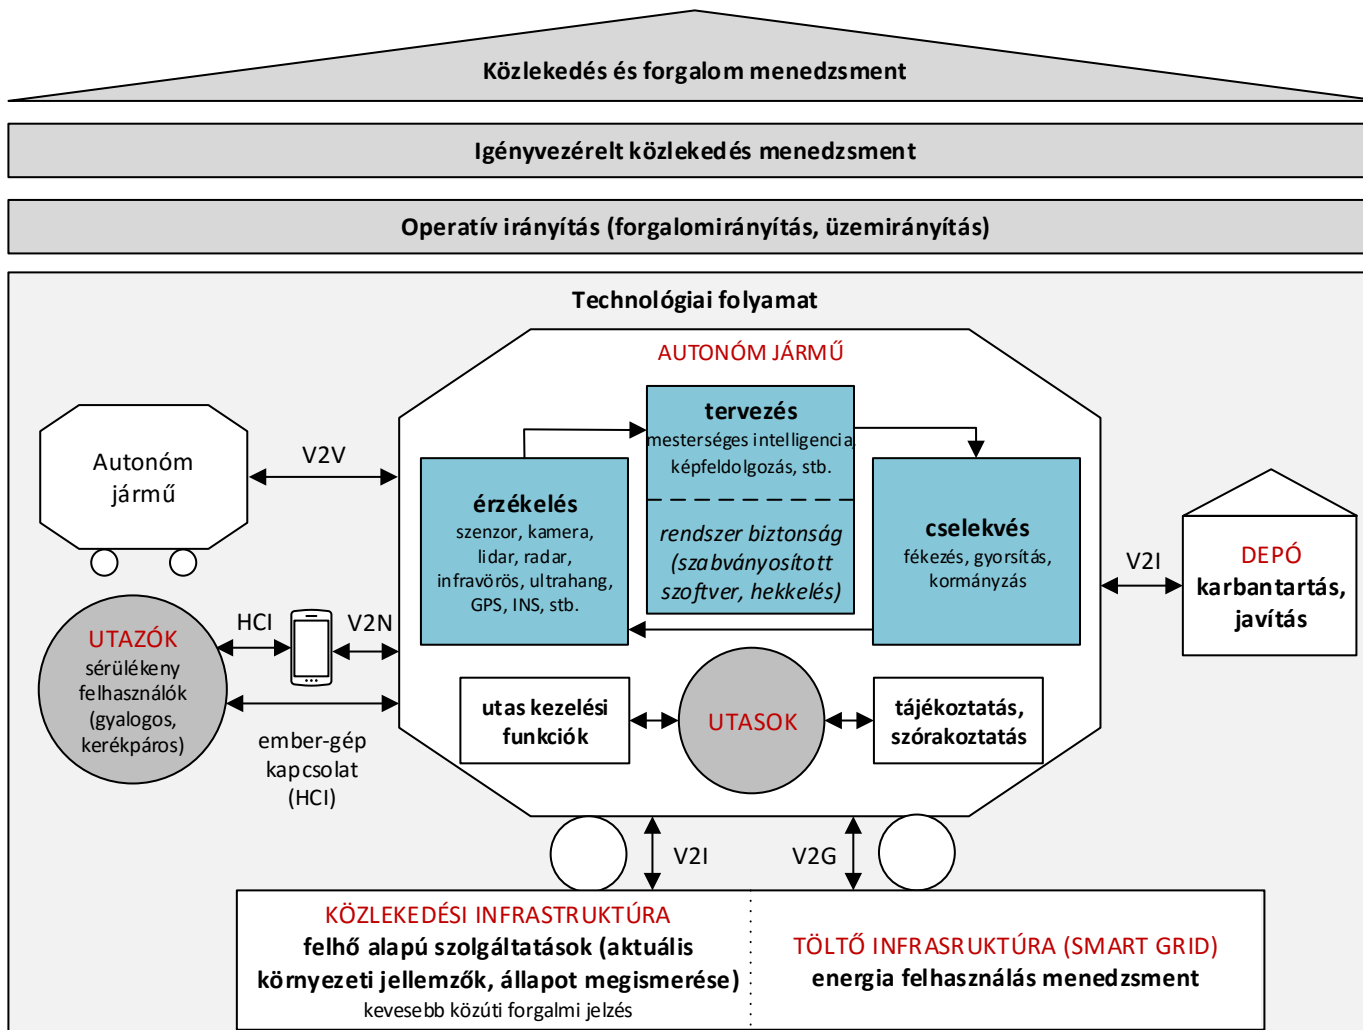 Közlekedés és forgalom menedzsment
Igényvezérelt közlekedés menedzsment
Operatív irányítás (forgalomirányítás, üzemirányítás)
Technológiai folyamat
AUTONÓM JÁRMŰ
tervezés
mesterséges intelligencia,
képfeldolgozás, stb.
rendszer biztonság
(szabványosított
szoftver, hekkelés)
érzékelés
szenzor, kamera,
lidar, radar,
infravörös, ultrahang,
GPS, INS, stb.
cselekvés
fékezés, gyorsítás,
kormányzás
Autonóm
jármű
V2V
UTAZÓK
sérülékeny
felhasználók
(gyalogos,
kerékpáros)
HCI
V2N
ember-gép
kapcsolat
(HCI)
utas kezelési
funkciók
UTASOK
tájékoztatás,
szórakoztatás
V2I
DEPÓ
karbantartás,
javítás
V2I
V2G
KÖZLEKEDÉSI INFRASTRUKTÚRA
felhő alapú szolgáltatások (aktuális
környezeti jellemzők, állapot megismerése)
kevesebb közúti forgalmi jelzés
TÖLTŐ INFRASRUKTÚRA (SMART GRID)
energia felhasználás menedzsment